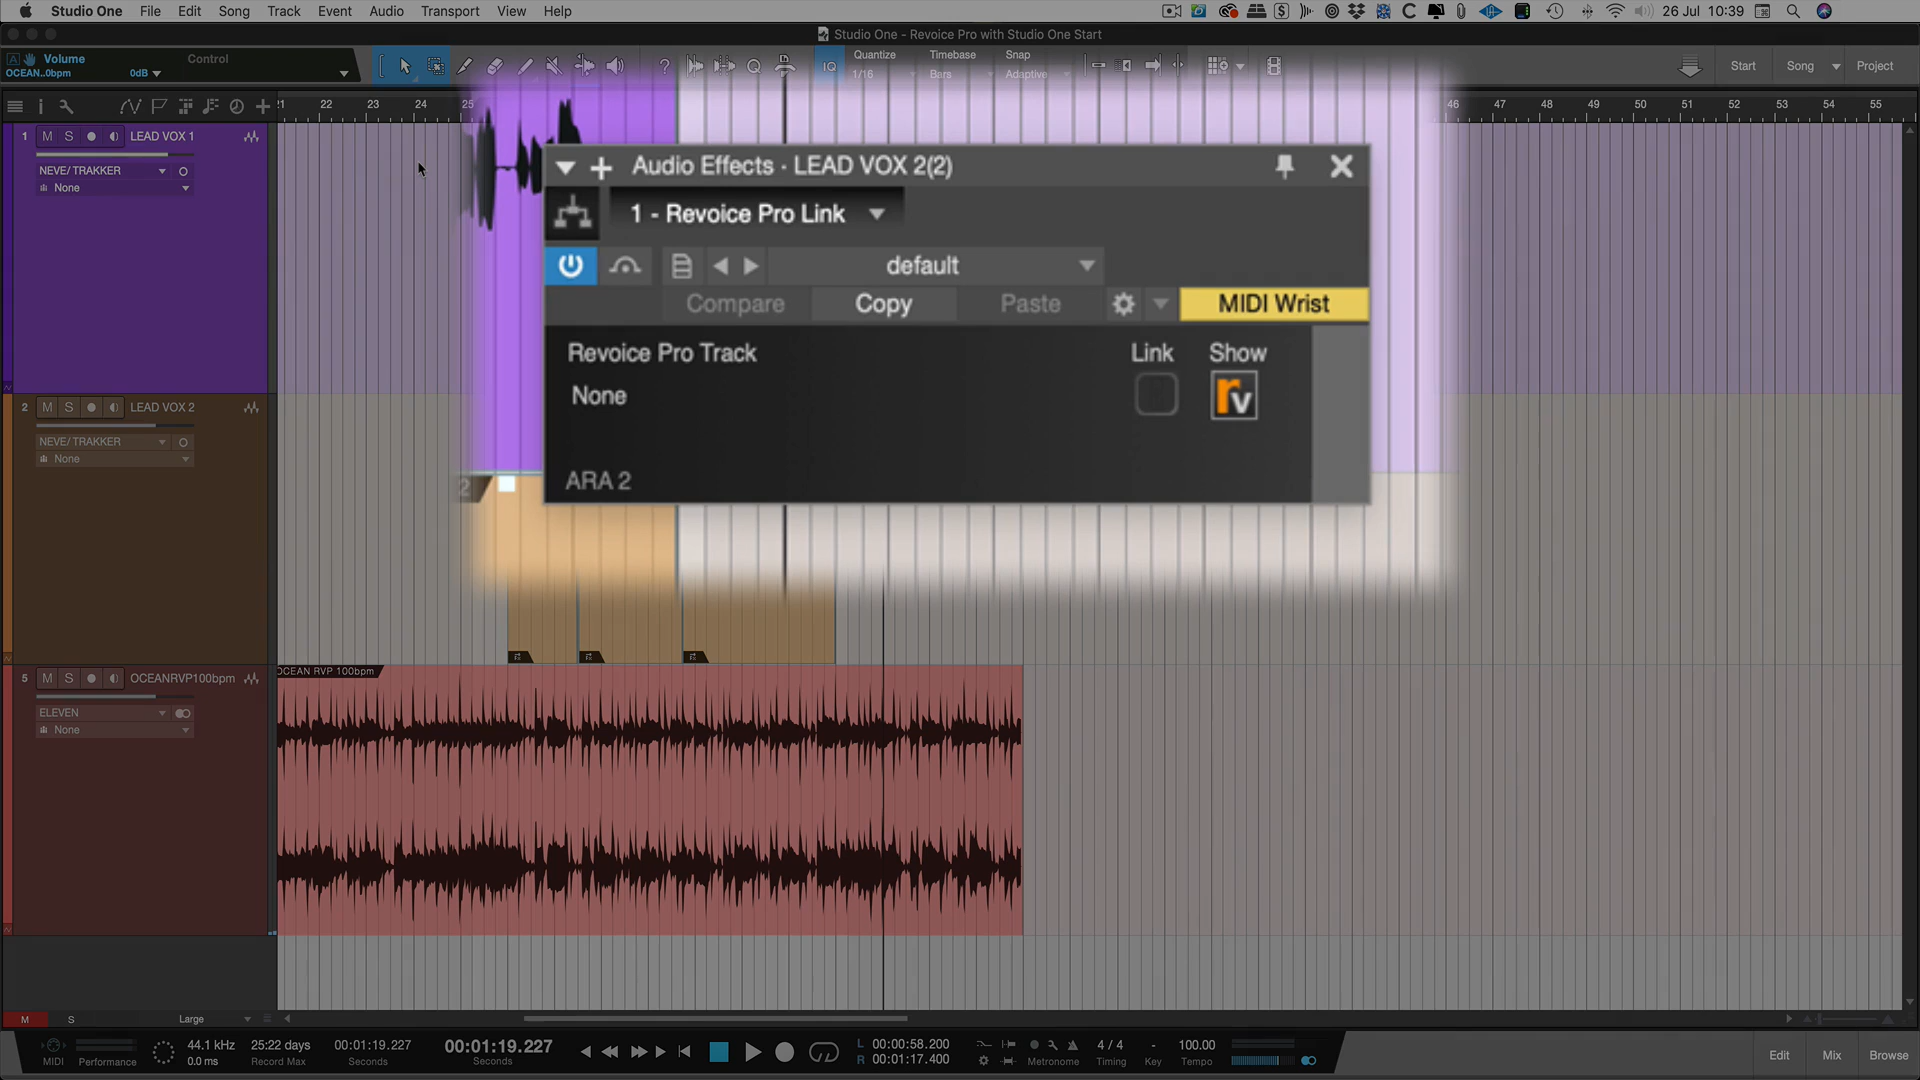 Studio One File Edit Song Track Event Audio Transport View Help 26 Jul 10:39
Studio One - Revoice Pro with Studio One Start
Volume Control
OCEAN..0bpm 0dB
Quantize Timebase Snap
1/16 Bars Adaptive
IQ
Start Song Project
22 23 24 25 46 47 48 49 50 51 52 53 54 55
1 M S LEAD VOX 1
NEVE/ TRAKKER
None
Audio Effects - LEAD VOX 2(2)
1 - Revoice Pro Link
default
Compare Copy Paste MIDI Wrist
Revoice Pro Track Link Show
None rv
ARA 2
2 M S LEAD VOX 2
NEVE/ TRAKKER
None
5 M S OCEANRVP100bpm
OCEAN RVP 100bpm
ELEVEN
None
M S Large
MIDI Performance
44.1 kHz 25:22 days 00:01:19.227 00:01:19.227
0.0 ms Record Max Seconds Seconds
L 00:00:58.200
R 00:01:17.400
4 / 4 - 100.00
Metronome Timing Key Tempo
Edit Mix Browse